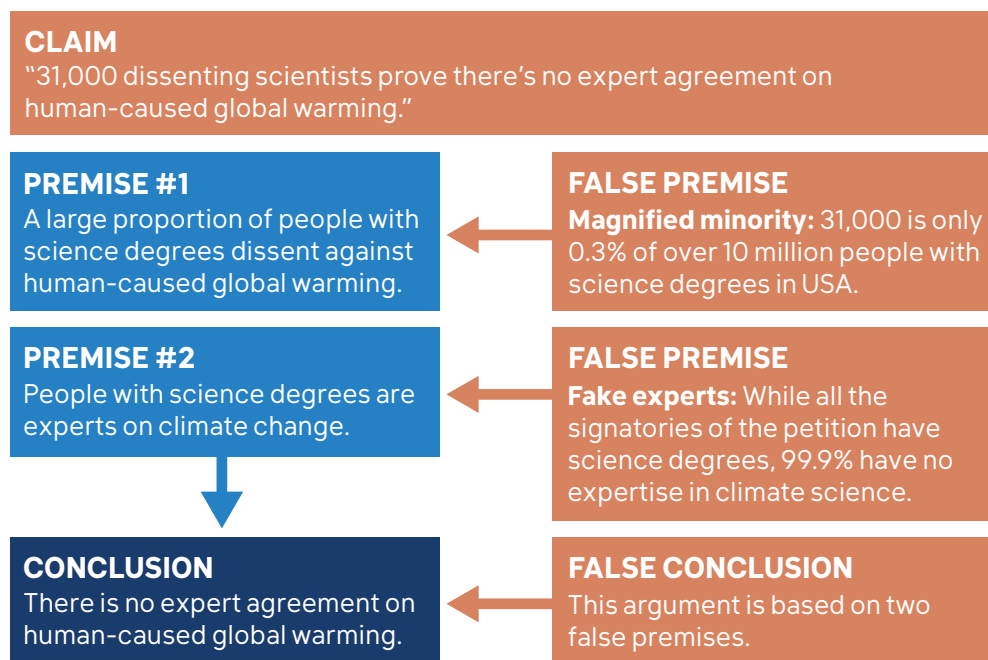 CLAIM
“31,000 dissenting scientists prove there’s no expert agreement on
human-caused global warming.”
PREMISE #1
A large proportion of people with
science degrees dissent against
human-caused global warming.
FALSE PREMISE
Magnified minority: 31,000 is only
0.3% of over 10 million people with
science degrees in USA.
PREMISE #2
People with science degrees are
experts on climate change.
FALSE PREMISE
Fake experts: While all the
signatories of the petition have
science degrees, 99.9% have no
expertise in climate science.
CONCLUSION
There is no expert agreement on
human-caused global warming.
FALSE CONCLUSION
This argument is based on two
false premises.